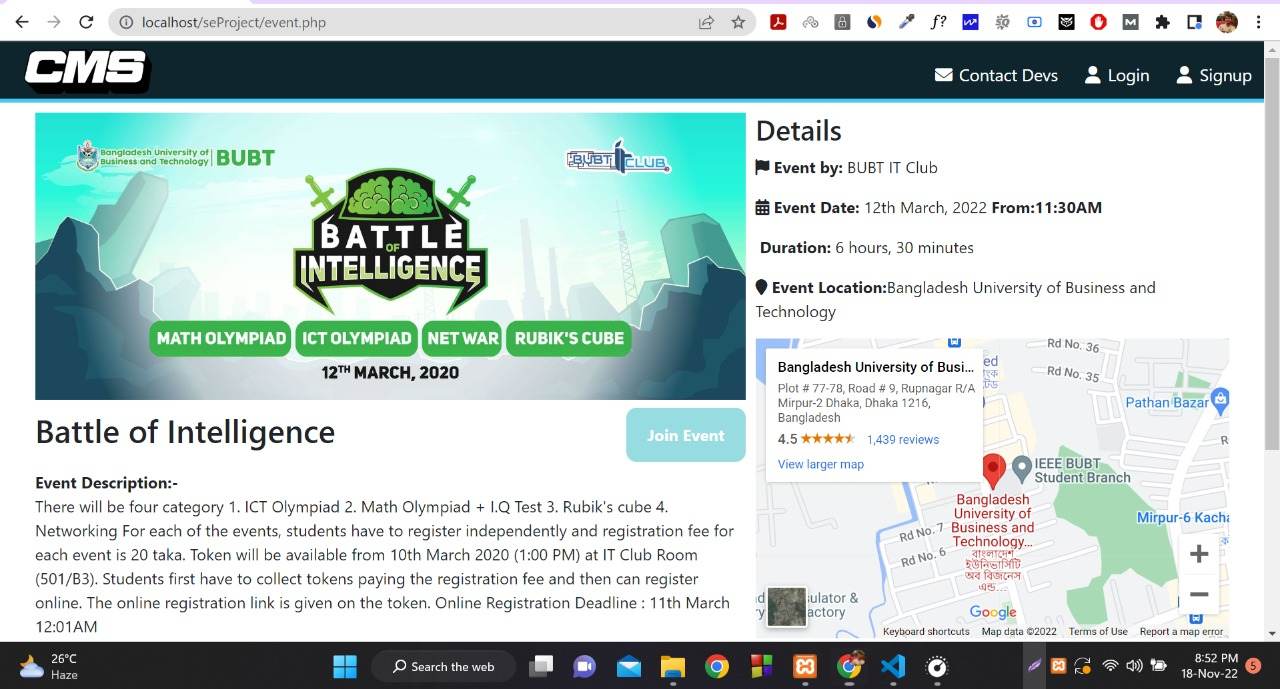 localhost/seProject/event.php
CMS
Contact Devs
Login
Signup
Bangladesh University of
Business and Technology
BUBT
BUBT IT CLUB
BATTLE
OF
INTELLIGENCE
MATH OLYMPIAD
ICT OLYMPIAD
NET WAR
RUBIK'S CUBE
12TH MARCH, 2020
Battle of Intelligence
Join Event
Event Description:-
There will be four category 1. ICT Olympiad 2. Math Olympiad + I.Q Test 3. Rubik's cube 4.
Networking For each of the events, students have to register independently and registration fee for
each event is 20 taka. Token will be available from 10th March 2020 (1:00 PM) at IT Club Room
(501/B3). Students first have to collect tokens paying the registration fee and then can register
online. The online registration link is given on the token. Online Registration Deadline : 11th March
12:01AM
Details
Event by: BUBT IT Club
Event Date: 12th March, 2022 From:11:30AM
Duration: 6 hours, 30 minutes
Event Location:Bangladesh University of Business and
Technology
Bangladesh University of Busi...
Plot # 77-78, Road # 9, Rupnagar R/A
Mirpur-2 Dhaka, Dhaka 1216,
Bangladesh
4.5
1,439 reviews
View larger map
Rd No. 36
Rd No. 35
Pathan Bazar
IEEE BUBT
Student Branch
Bangladesh
University of
Business and
Technology...
বাংলাদেশ
ইউনিভার্সিটি
অব বিজনেস
এন্ড...
Mirpur-6 Kacha
Rd No. 7
Rd No. 6
Google
Keyboard shortcuts
Map data ©2022
Terms of Use
Report a map error
26°C
Haze
Search the web
8:52 PM
18-Nov-22
5